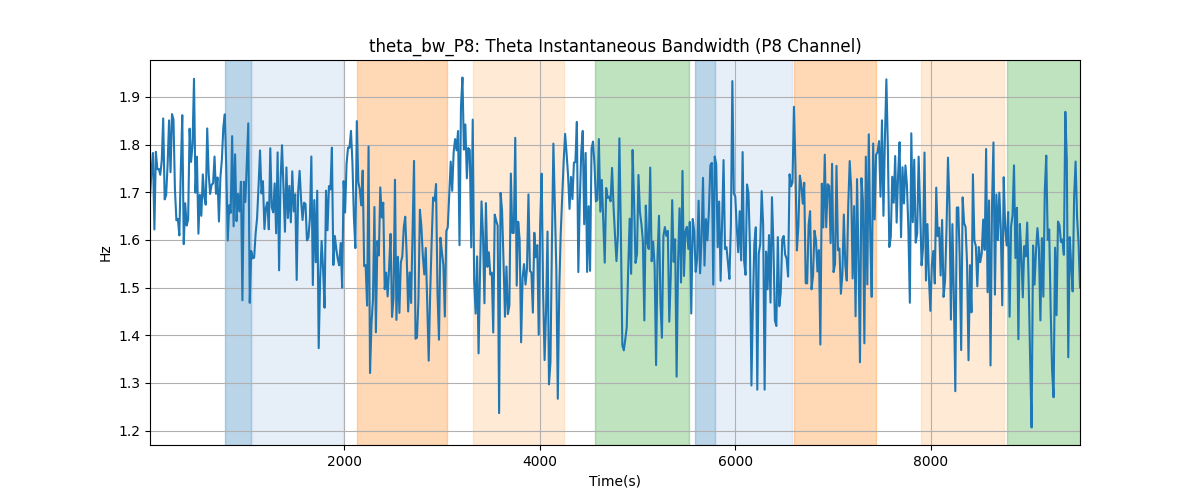 theta_bw_P8: Theta Instantaneous Bandwidth (P8 Channel)
1.9
1.8
1.7
1.6
1.5
1.4
1.3
1.2
Hz
2000 4000 6000 8000
Time(s)